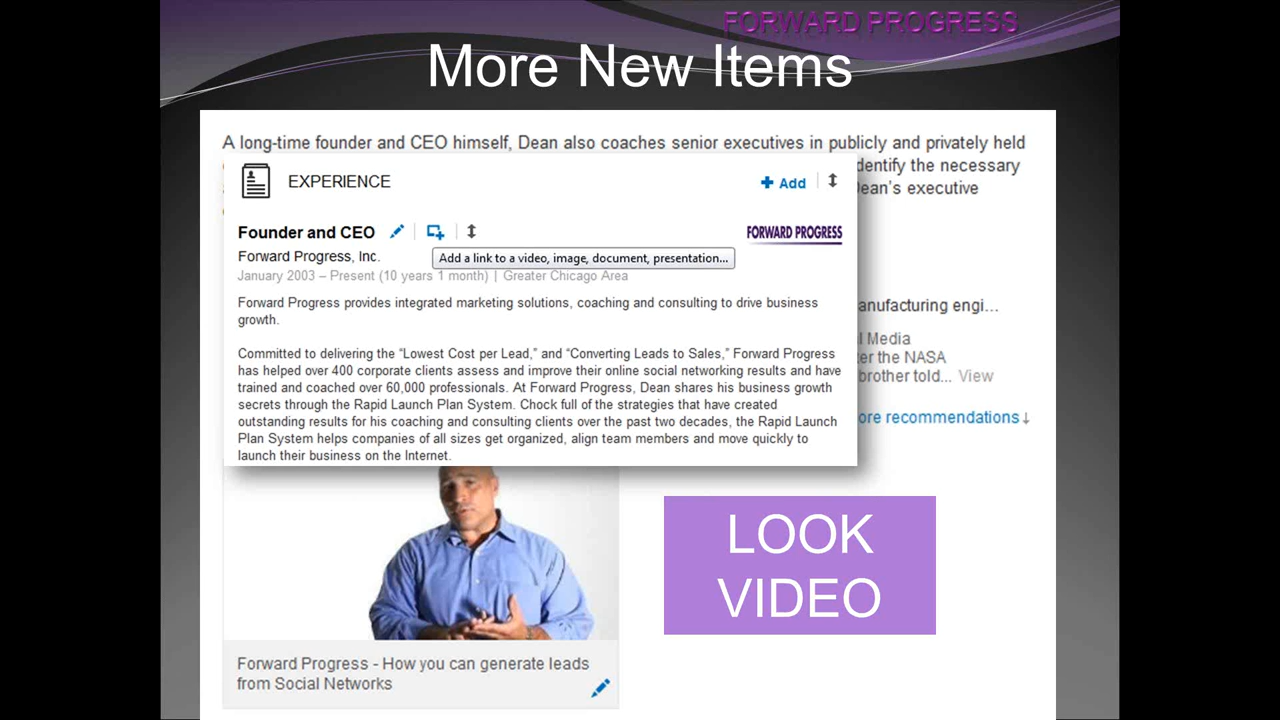 FORWARD PROGRESS
More New Items
A long-time founder and CEO himself, Dean also coaches senior executives in publicly and privately held
identify the necessary
Dean's executive
EXPERIENCE
Add
Founder and CEO
FORWARD PROGRESS
Forward Progress, Inc.
Add a link to a video, image, document, presentation...
January 2003 – Present (10 years 1 month) | Greater Chicago Area
Forward Progress provides integrated marketing solutions, coaching and consulting to drive business
growth.
Committed to delivering the “Lowest Cost per Lead,” and “Converting Leads to Sales,” Forward Progress
has helped over 400 corporate clients assess and improve their online social networking results and have
trained and coached over 60,000 professionals. At Forward Progress, Dean shares his business growth
secrets through the Rapid Launch Plan System. Chock full of the strategies that have created
outstanding results for his coaching and consulting clients over the past two decades, the Rapid Launch
Plan System helps companies of all sizes get organized, align team members and move quickly to
launch their business on the Internet.
anufacturing engi...
l Media
ter the NASA
brother told... View
ore recommendations
LOOK
VIDEO
Forward Progress - How you can generate leads
from Social Networks